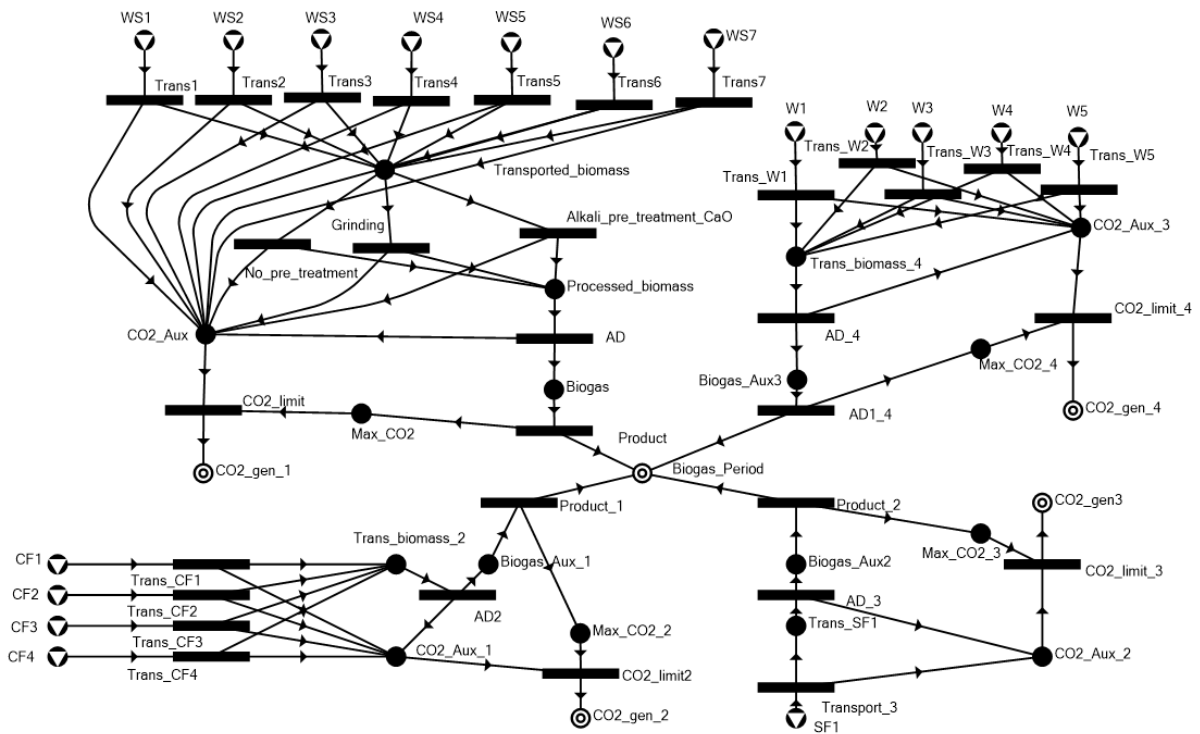 WS1
WS2
WS3
WS4
WS5
WS6
WS7
Trans1
Trans2
Trans3
Trans4
Trans5
Trans6
Trans7
Transported_biomass
Grinding
Alkali_pre_treatment_CaO
No_pre_treatment
Processed_biomass
CO2_Aux
AD
Biogas
CO2_limit
Max_CO2
Product
CO2_gen_1
Biogas_Period
W1
W2
W3
W4
W5
Trans_W2
Trans_W3
Trans_W4
Trans_W5
Trans_W1
CO2_Aux_3
Trans_biomass_4
CO2_limit_4
AD_4
Max_CO2_4
Biogas_Aux3
AD1_4
CO2_gen_4
Product_1
Trans_biomass_2
CF1
Biogas_Aux_1
Trans_CF1
CF2
AD2
Trans_CF2
CF3
Max_CO2_2
Trans_CF3
CF4
CO2_Aux_1
Trans_CF4
CO2_limit2
CO2_gen_2
Product_2
CO2_gen3
Max_CO2_3
Biogas_Aux2
CO2_limit_3
AD_3
Trans_SF1
CO2_Aux_2
Transport_3
SF1